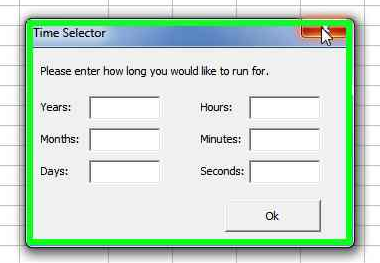 Time Selector
Please enter how long you would like to run for.
Years: Hours:
Months: Minutes:
Days: Seconds:
Ok